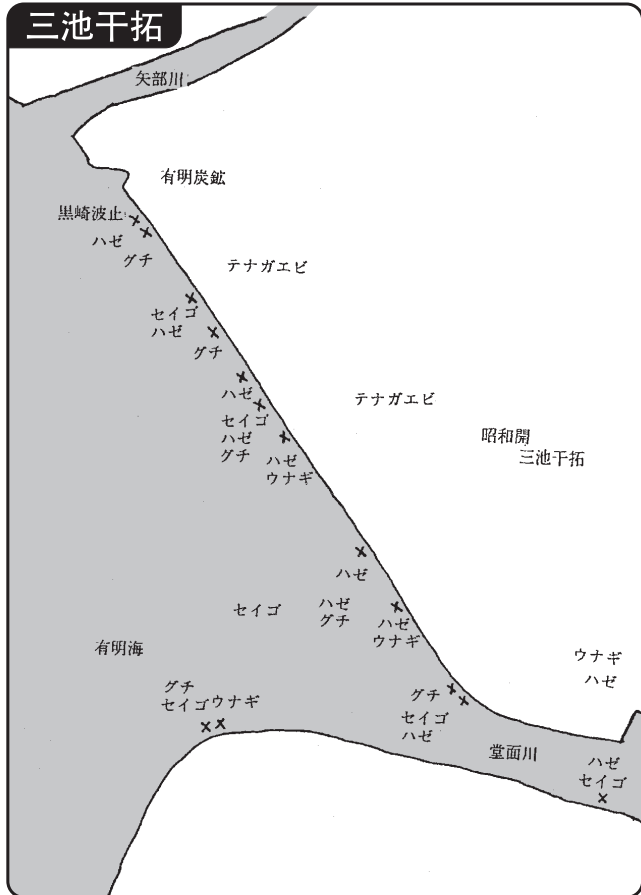 三池干拓
矢部川
有明炭鉱
黒崎波止
ハゼ
グチ
テナガエビ
セイゴ
ハゼ
グチ
ハゼ
セイゴ
ハゼ
グチ
ハゼ
ウナギ
テナガエビ
昭和開
三池干拓
ハゼ
セイゴ
ハゼ
グチ
ハゼ
ウナギ
有明海
ウナギ
ハゼ
グチ
セイゴウナギ
グチ
セイゴ
ハゼ
堂面川
ハゼ
セイゴ